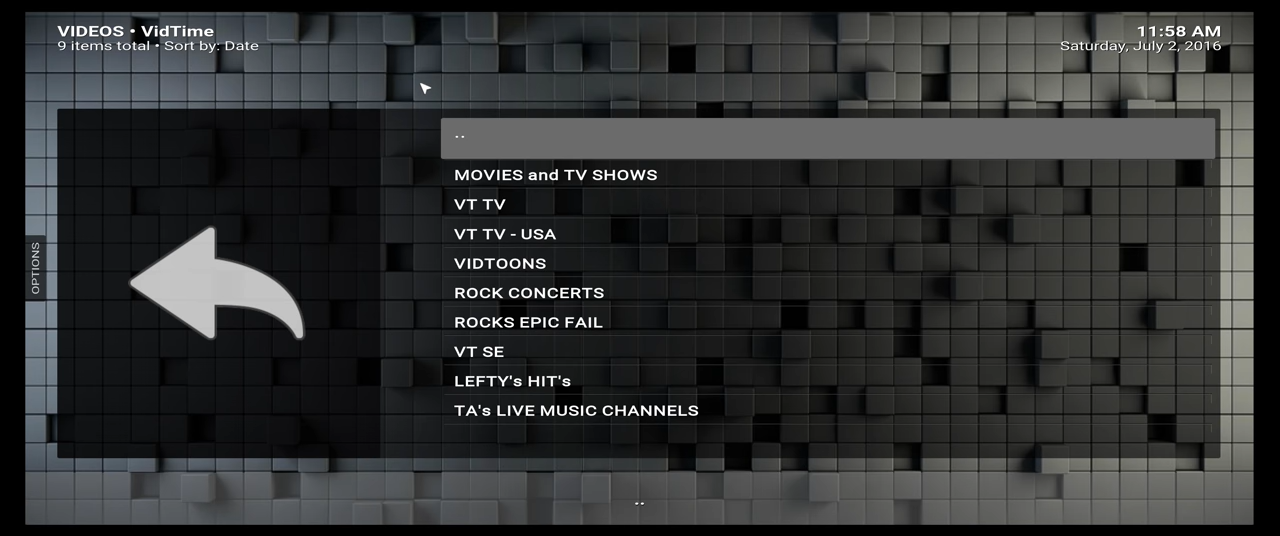 VIDEOS • VidTime
9 items total • Sort by: Date
11:58 AM
Saturday, July 2, 2016
OPTIONS
..
MOVIES and TV SHOWS
VT TV
VT TV - USA
VIDTOONS
ROCK CONCERTS
ROCKS EPIC FAIL
VT SE
LEFTY's HIT's
TA's LIVE MUSIC CHANNELS
..